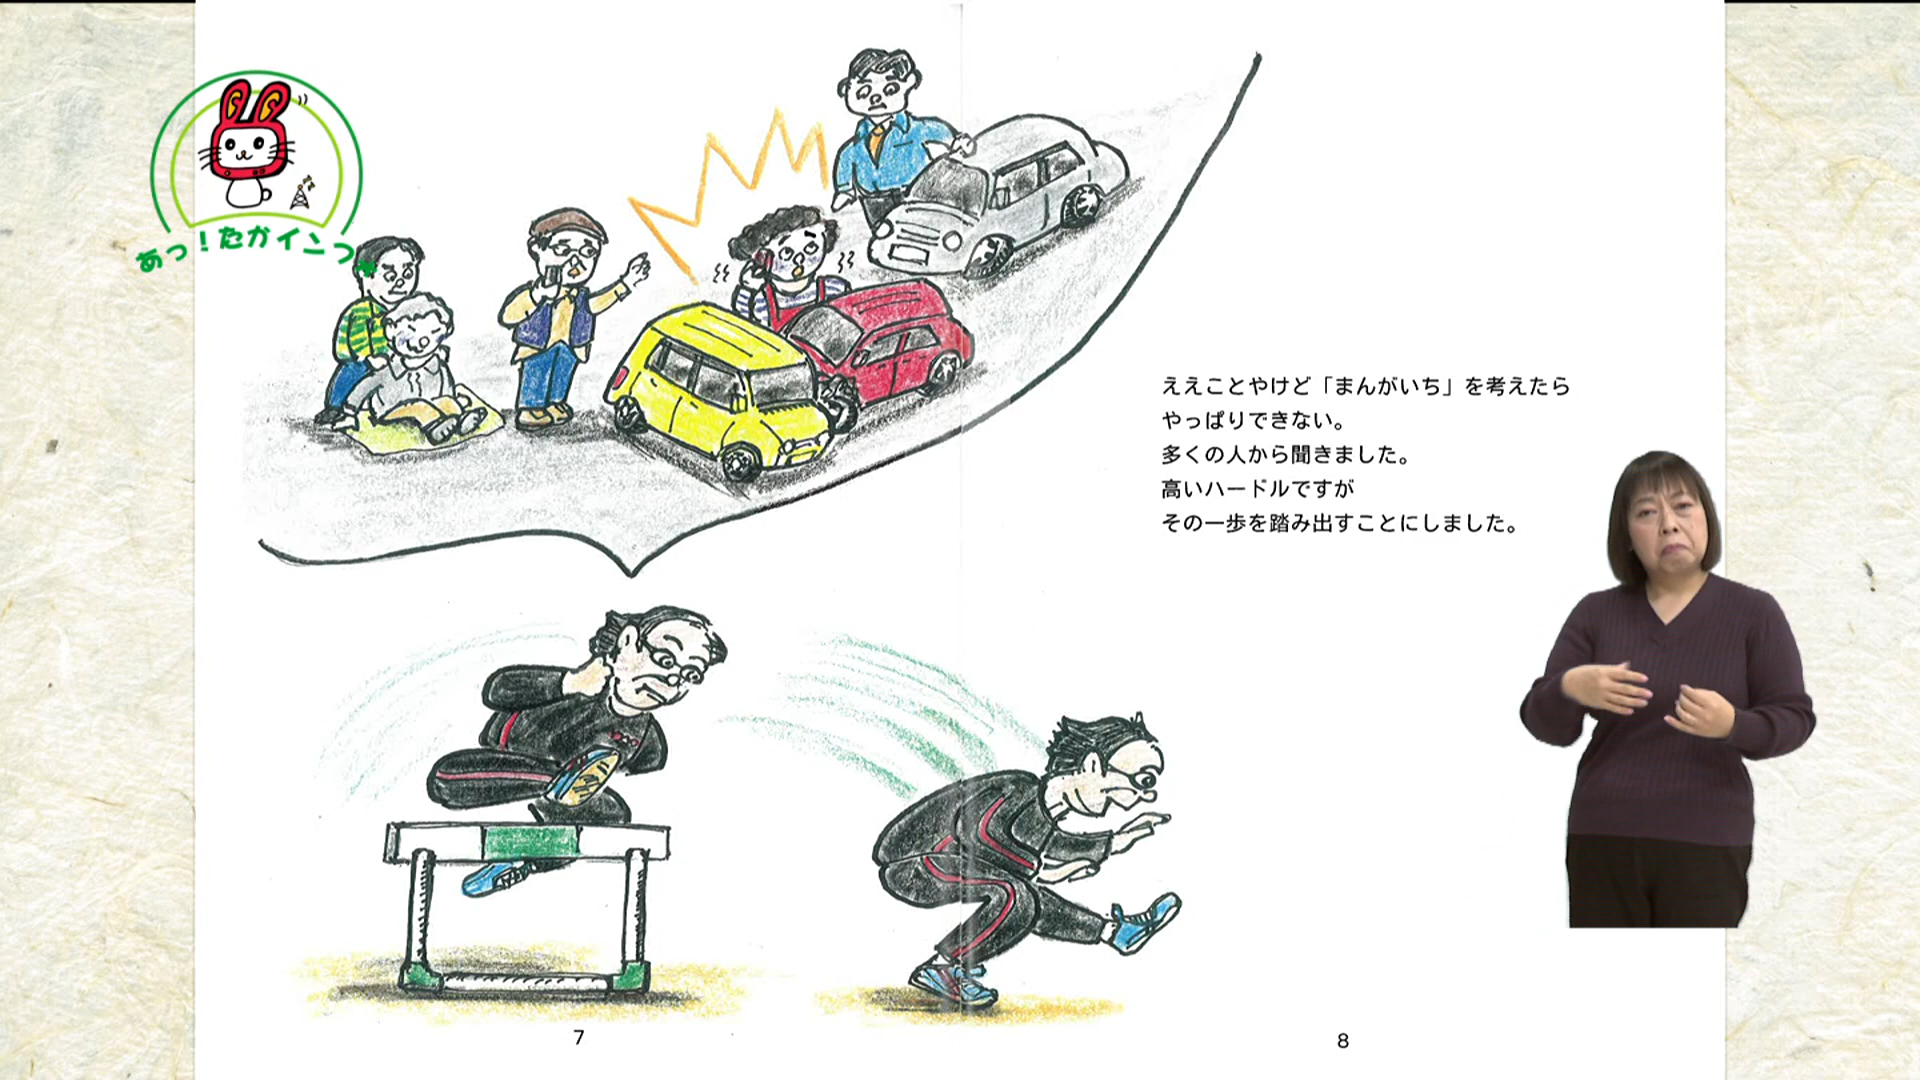 あっ！たかインフォ
ええことやけど「まんがいち」を考えたら
やっぱりできない。
多くの人から聞きました。
高いハードルですが
その一歩を踏み出すことにしました。
7
8